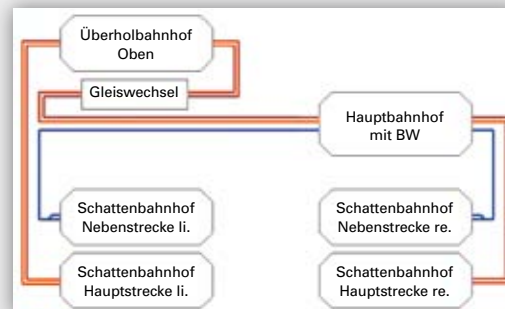 Überholbahnhof
Oben
Gleiswechsel
Hauptbahnhof
mit BW
Schattenbahnhof
Nebenstrecke li.
Schattenbahnhof
Nebenstrecke re.
Schattenbahnhof
Hauptstrecke li.
Schattenbahnhof
Hauptstrecke re.